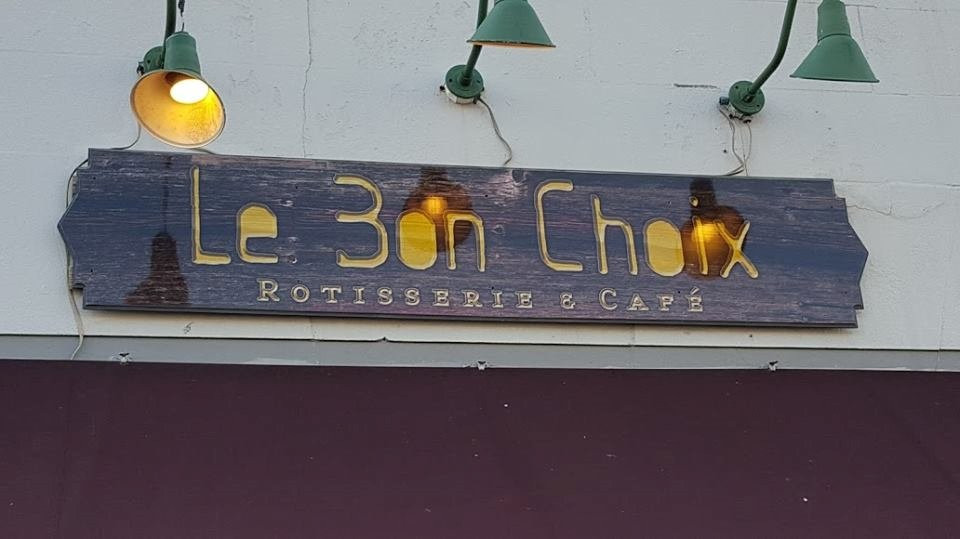 Le Bon Choix
ROTISSERIE & CAFÉ